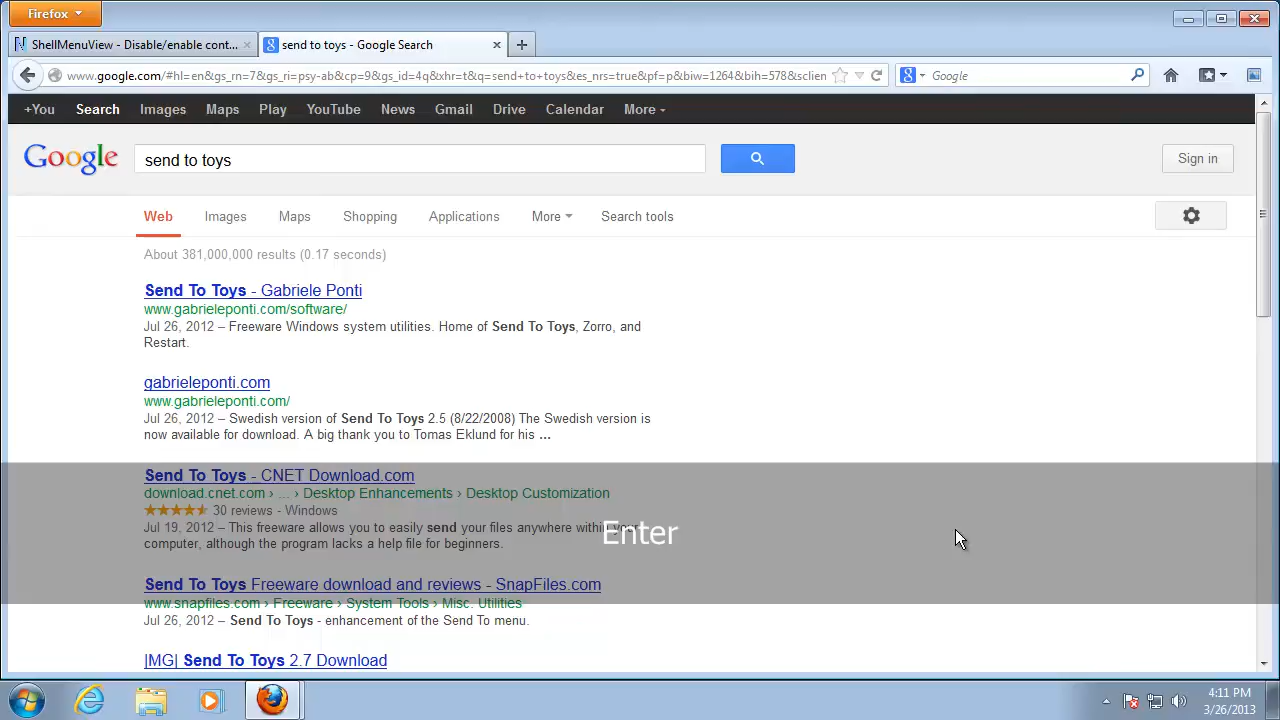 Firefox
ShellMenuView - Disable/enable cont...
send to toys - Google Search
www.google.com/#hl=en&gs_rn=7&gs_ri=psy-ab&cp=9&gs_id=4q&xhr=t&q=send+to+toys&es_nrs=true&pf=p&biw=1264&bih=578&sclien
Google
+You Search Images Maps Play YouTube News Gmail Drive Calendar More
Google
send to toys
Sign in
Web Images Maps Shopping Applications More Search tools
About 381,000,000 results (0.17 seconds)
Send To Toys - Gabriele Ponti
www.gabrieleponti.com/software/
Jul 26, 2012 – Freeware Windows system utilities. Home of Send To Toys, Zorro, and
Restart.
gabrieleponti.com
www.gabrieleponti.com/
Jul 26, 2012 – Swedish version of Send To Toys 2.5 (8/22/2008) The Swedish version is
now available for download. A big thank you to Tomas Eklund for his ...
Send To Toys - CNET Download.com
download.cnet.com › ... › Desktop Enhancements › Desktop Customization
30 reviews - Windows
Jul 19, 2012 – This freeware allows you to easily send your files anywhere within your
Enter
computer, although the program lacks a help file for beginners.
Send To Toys Freeware download and reviews - SnapFiles.com
www.snapfiles.com › Freeware › System Tools › Misc. Utilities
Jul 26, 2012 – Send To Toys - enhancement of the Send To menu.
|MG| Send To Toys 2.7 Download
4:11 PM
3/26/2013